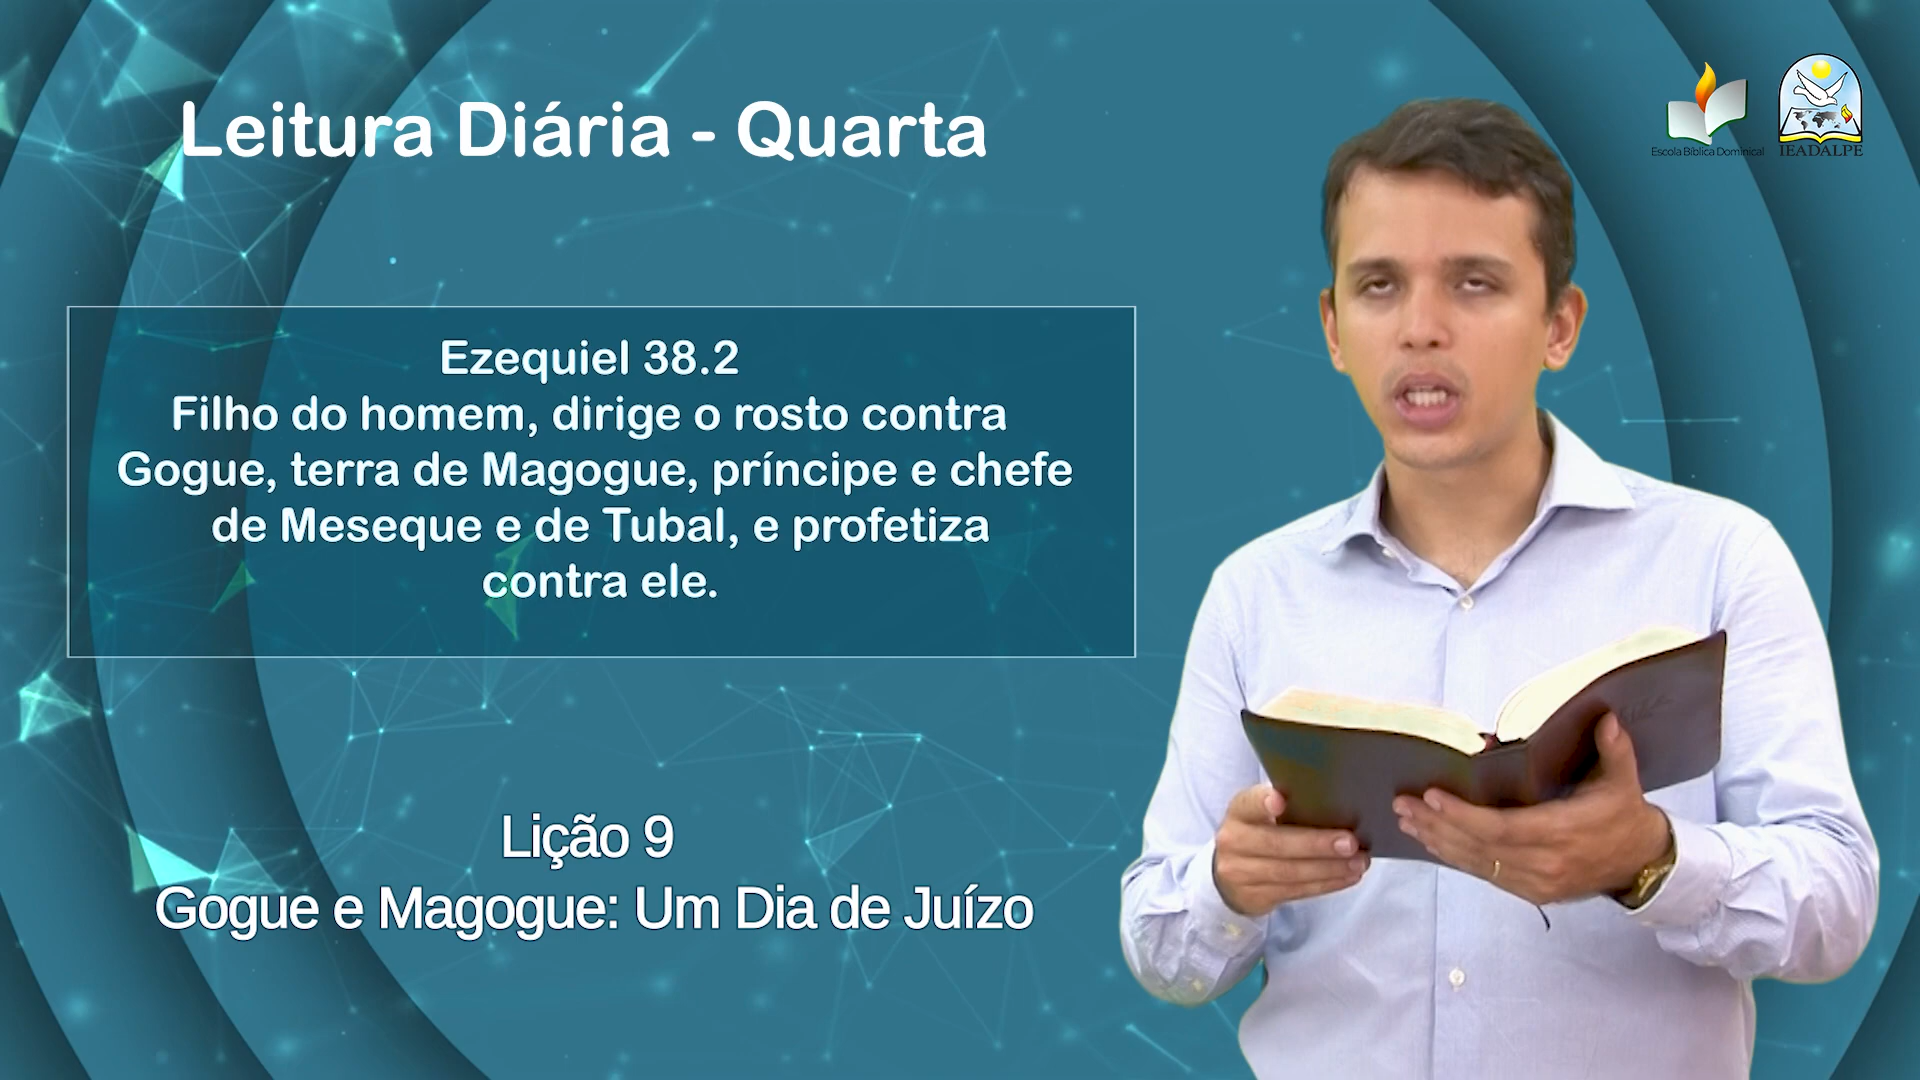 Leitura Diária - Quarta
Escola Bíblica Dominical
IEADALPE
Ezequiel 38.2
Filho do homem, dirige o rosto contra
Gogue, terra de Magogue, príncipe e chefe
de Meseque e de Tubal, e profetiza
contra ele.
Lição 9
Gogue e Magogue: Um Dia de Juízo